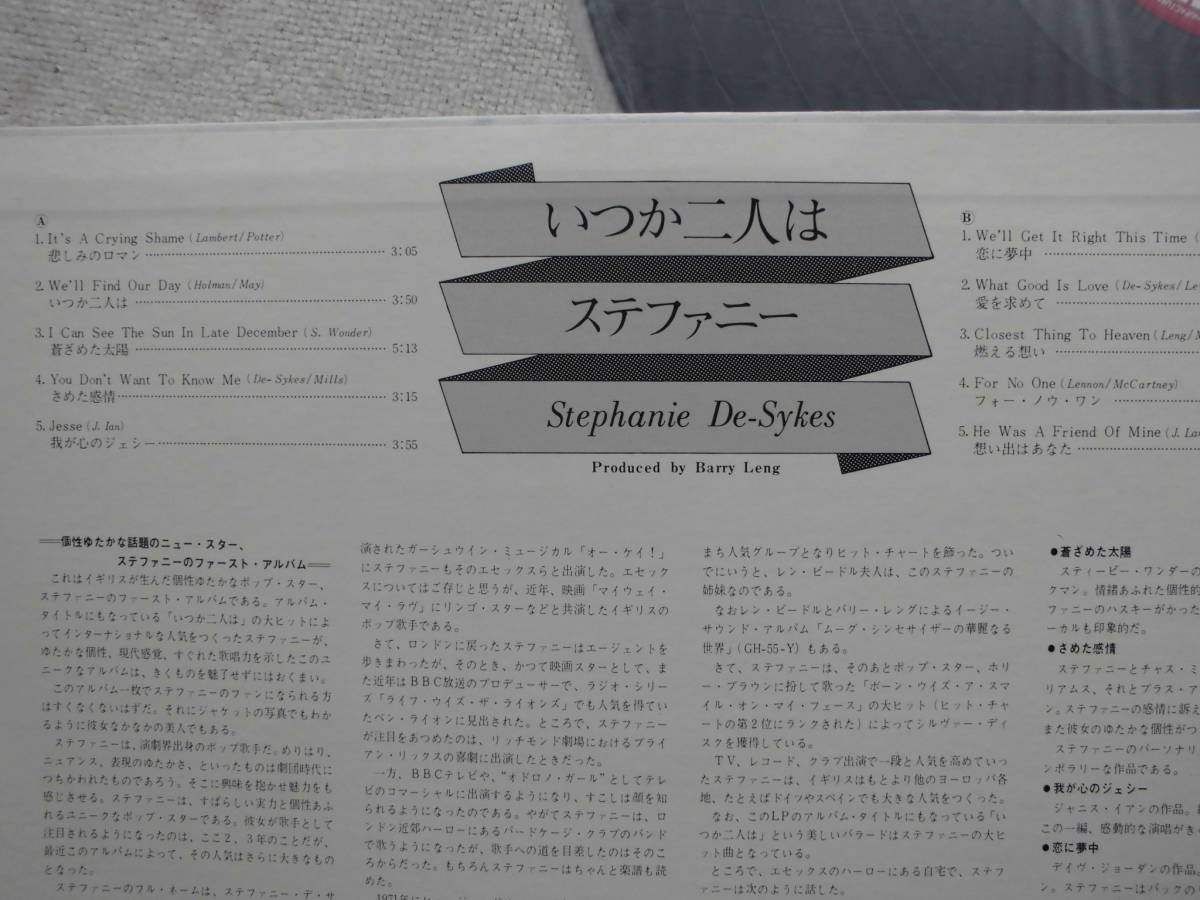 Ⓐ
1. It's A Crying Shame (Lambert/Potter)
悲しみのロマン 3:05
2. We'll Find Our Day (Holman/May)
いつか二人は 3:50
3. I Can See The Sun In Late December (S. Wonder)
蒼ざめた太陽 5:13
4. You Don't Want To Know Me (De-Sykes/Mills)
さめた感情 3:15
5. Jesse (J. Ian)
我が心のジェシー 3:55
いつか二人は
ステファニー
Stephanie De-Sykes
Produced by Barry Leng
Ⓑ
1. We'll Get It Right This Time (
恋に夢中
2. What Good Is Love (De-Sykes/Le
愛を求めて
3. Closest Thing To Heaven (Leng/
燃える想い
4. For No One (Lennon/McCartney)
フォー・ノウ・ワン
5. He Was A Friend Of Mine (J. Ian
想い出はあなた
══個性ゆたかな話題のニュー・スター、
ステファニーのファースト・アルバム══
これはイギリスが生んだ個性ゆたかなポップ・スター、
ステファニーのファースト・アルバムである。アルバム・
タイトルにもなっている「いつか二人は」の大ヒットによ
ってインターナショナルな人気をつくったステファニーが、
ゆたかな個性、現代感覚、すぐれた歌唱力を示したこのユ
ニークなアルバムは、きくものを魅了せずにはおくまい。
このアルバム一枚でステファニーのファンになられる方
はすくなくないはずだ。それにジャケットの写真でもわか
るように彼女なかなかの美人でもある。
ステファニーは、演劇界出身のポップ歌手だ。めりはり、
ニュアンス、表現のゆたかさ、といったものは劇団時代に
つちかわれたものであろう。そこに興味を抱かせ魅力をも
感じさせる。ステファニーは、すばらしい実力と個性あふ
れるユニークなポップ・スターである。彼女が歌手として
注目されるようになったのは、ここ2、3年のことだが、
最近このアルバムによって、その人気はさらに大きなもの
となった。
ステファニーのフル・ネームは、ステファニー・デ・サ
演されたガーシュウイン・ミュージカル「オー・ケイ！」
にステファニーもそのエセックスらと出演した。エセック
スについてはご存じと思うが、近年、映画「マイウェイ・
マイ・ラヴ」にリンゴ・スターなどと共演したイギリスの
ポップ歌手である。
さて、ロンドンに戻ったステファニーはエージェントを
歩きまわったが、そのとき、かつて映画スターとして、ま
た近年はBBC放送のプロデューサーで、ラジオ・シリー
ズ「ライフ・ウイズ・ザ・ライオンズ」でも人気を得てい
たベン・ライオンに見出された。ところで、ステファニー
が注目をあつめたのは、リッチモンド劇場におけるブライ
アン・リックスの喜劇に出演したときだった。
一方、BBCテレビや、“オドロノ・ガール”としてテレ
ビのコマーシャルに出演するようになり、すこしは顔を知
られるようになったのである。やがてステファニーは、ロ
ンドン近郊ハーローにあるバードケージ・クラブのバンド
で歌うようになったが、歌手への道を目差したのはそのこ
ろからだった。もちろんステファニーはちゃんと楽譜も読
めた。
まち人気グループとなりヒット・チャートを飾った。つい
でにいうと、レン・ビードル夫人は、このステファニーの
姉妹なのである。
なおレン・ビードルとバリー・レングによるイージー・
サウンド・アルバム「ムーグ・シンセサイザーの華麗なる
世界」(GH-55-Y)もある。
さて、ステファニーは、そのあとポップ・スター、ホリ
ー・ブラウンに扮して歌った「ボーン・ウイズ・ア・スマ
イル・オン・マイ・フェース」の大ヒット(ヒット・チャ
ートの第2位にランクされた)によってシルヴァー・ディ
スクを獲得している。
TV、レコード、クラブ出演で一段と人気を高めていっ
たステファニーは、イギリスはもとより他のヨーロッパ各
地、たとえばドイツやスペインでも大きな人気をつくった。
なお、このLPのアルバム・タイトルにもなっている「い
つか二人は」という美しいバラードはステファニーの大ヒ
ット曲となっている。
ところで、エセックスのハーローにある自宅で、ステフ
ァニーは次のように話した。
●蒼ざめた太陽
スティービー・ワンダーの
クマン。情緒あふれた個性的
ファニーのハスキーがかった
ーカルも印象的だ。
●さめた感情
ステファニーとチャス・ミ
リアムス、それとブラス・ア
ン。ステファニーの感情に訴え
また彼女のゆたかな個性がつ
ステファニーのパーソナリ
ンポラリーな作品である。
●我が心のジェシー
ジャニス・イアンの作品。
この一編、感動的な演唱がき
●恋に夢中
デイヴ・ジョーダンの作品。
ン。ステファニーはバックの